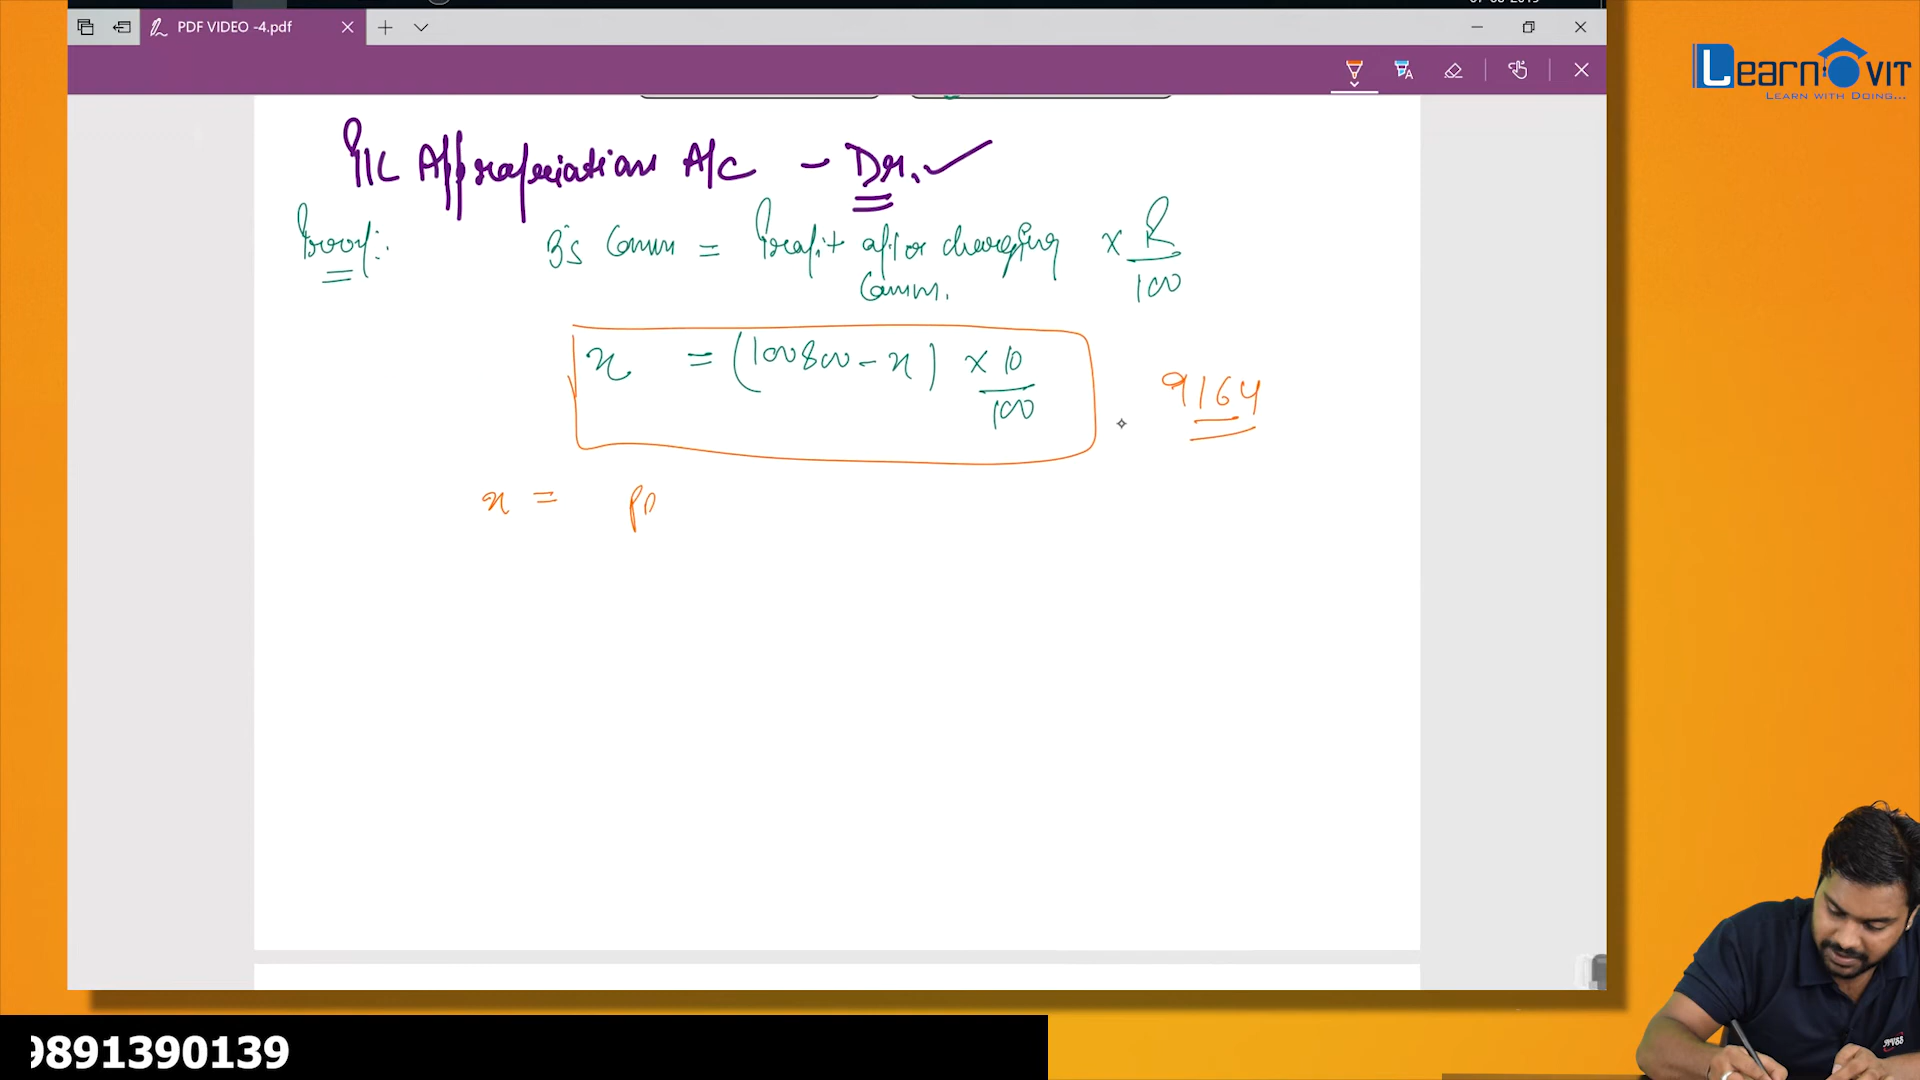 PDF VIDEO -4.pdf
LearnOVIT
LEARN WITH DOING...
P/L Appropriation A/C - Dr. ✓
Proof:
B's Comm = Profit after charging Comm. × R/100
x = (100800 - x) × 10/100
9164
x =
9891390139